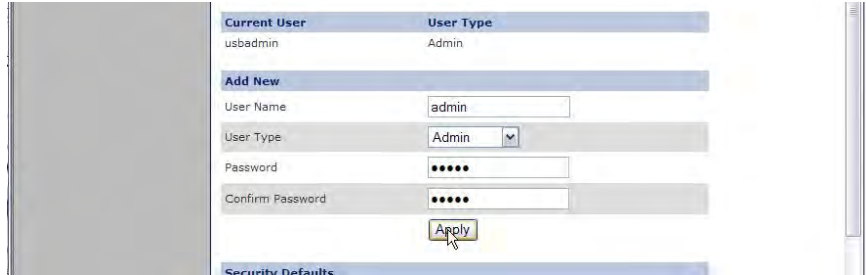 Current User User Type
usbadmin Admin
Add New
User Name admin
User Type Admin
Password •••••
Confirm Password •••••
Apply
Security Defaults